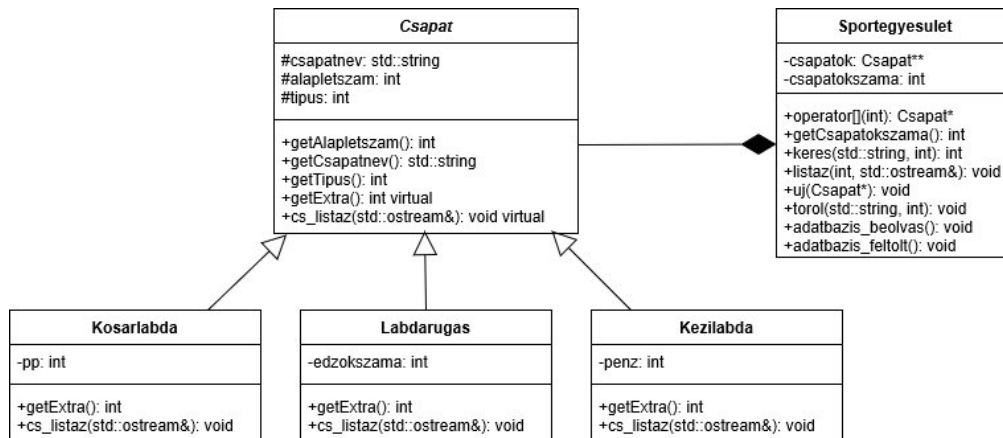 Csapat
#csapatnev: std::string
#alapletszam: int
#tipus: int
+getAlapletszam(): int
+getCsapatnev(): std::string
+getTipus(): int
+getExtra(): int virtual
+cs_listaz(std::ostream&): void virtual
Sportegyesulet
-csapatok: Csapat**
-csapatokszama: int
+operator[](int): Csapat*
+getCsapatokszama(): int
+keres(std::string, int): int
+listaz(int, std::ostream&): void
+uj(Csapat*): void
+torol(std::string, int): void
+adatbazis_beolvas(): void
+adatbazis_feltolt(): void
Kosarlabda
-pp: int
+getExtra(): int
+cs_listaz(std::ostream&): void
Labdarugas
-edzokszama: int
+getExtra(): int
+cs_listaz(std::ostream&): void
Kezilabda
-penz: int
+getExtra(): int
+cs_listaz(std::ostream&): void